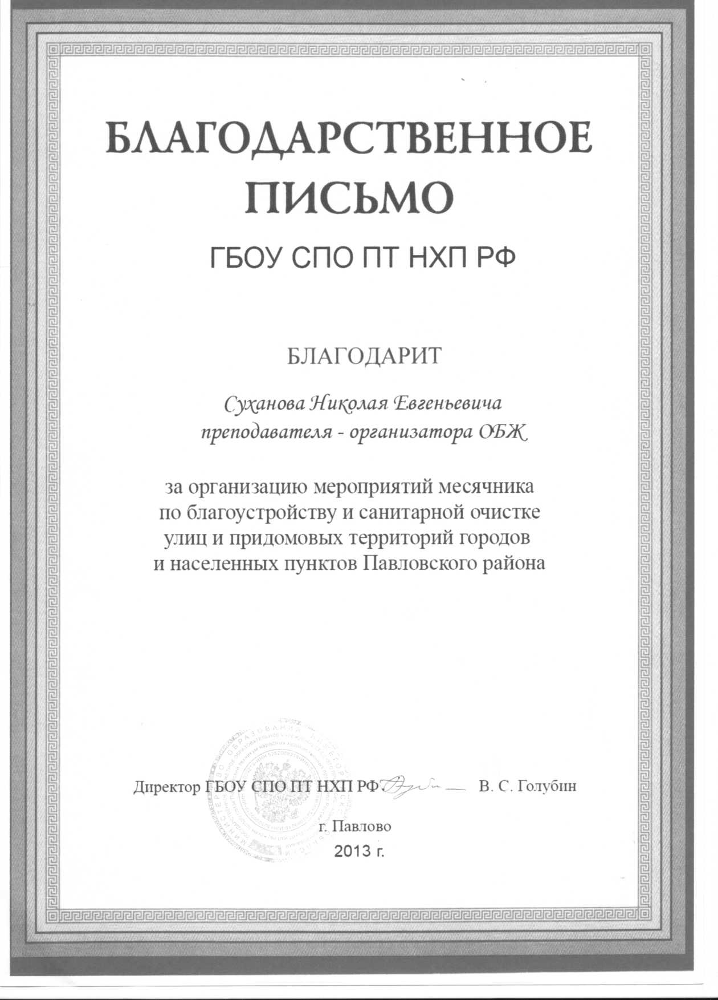 БЛАГОДАРСТВЕННОЕ
ПИСЬМО
ГБОУ СПО ПТ НХП РФ
БЛАГОДАРИТ
Суханова Николая Евгеньевича
преподавателя - организатора ОБЖ
за организацию мероприятий месячника
по благоустройству и санитарной очистке
улиц и придомовых территорий городов
и населенных пунктов Павловского района
Директор ГБОУ СПО ПТ НХП РФ
В. С. Голубин
г. Павлово
2013 г.
МИНИСТЕРСТВО ОБРАЗОВАНИЯ